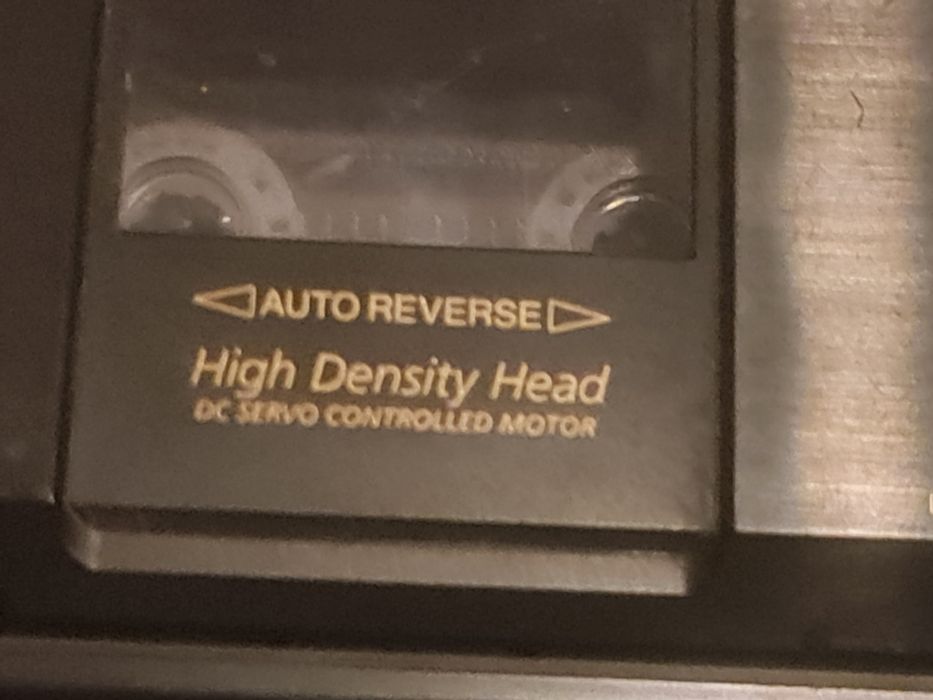 AUTO REVERSE
High Density Head
DC SERVO CONTROLLED MOTOR